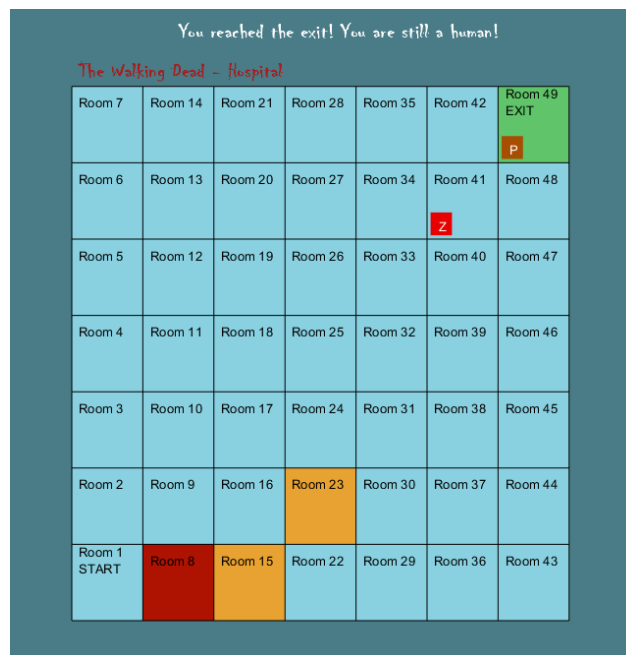 You reached the exit! You are still a human!
The Walking Dead - Hospital
Room 7 Room 14 Room 21 Room 28 Room 35 Room 42 Room 49
EXIT
P
Room 6 Room 13 Room 20 Room 27 Room 34 Room 41 Room 48
Z
Room 5 Room 12 Room 19 Room 26 Room 33 Room 40 Room 47
Room 4 Room 11 Room 18 Room 25 Room 32 Room 39 Room 46
Room 3 Room 10 Room 17 Room 24 Room 31 Room 38 Room 45
Room 2 Room 9 Room 16 Room 23 Room 30 Room 37 Room 44
Room 1 Room 8 Room 15 Room 22 Room 29 Room 36 Room 43
START